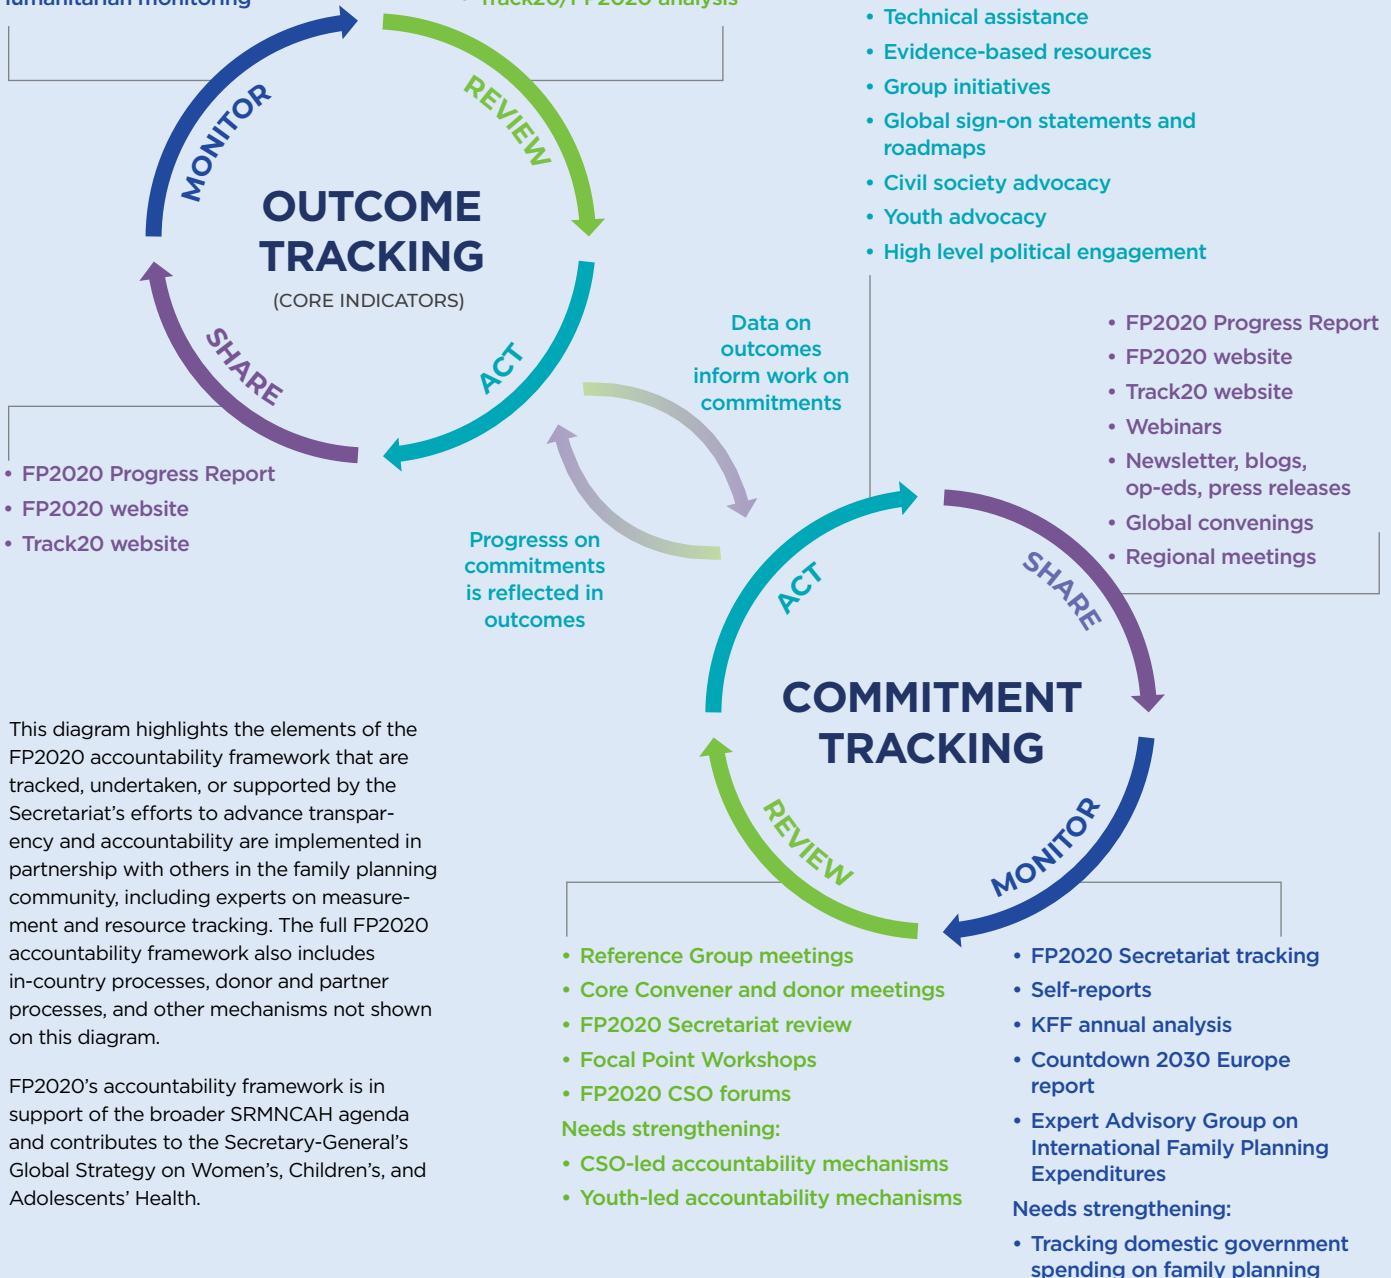 monitoring
• Track20/FP2020 analysis
• Technical assistance
• Evidence-based resources
• Group initiatives
• Global sign-on statements and
roadmaps
• Civil society advocacy
• Youth advocacy
• High level political engagement
MONITOR
REVIEW
OUTCOME
TRACKING
(CORE INDICATORS)
SHARE
ACT
• FP2020 Progress Report
• FP2020 website
• Track20 website
Data on
outcomes
inform work on
commitments
Progresss on
commitments
is reflected in
outcomes
• FP2020 Progress Report
• FP2020 website
• Track20 website
• Webinars
• Newsletter, blogs,
op-eds, press releases
• Global convenings
• Regional meetings
ACT
SHARE
COMMITMENT
TRACKING
REVIEW
MONITOR
This diagram highlights the elements of the
FP2020 accountability framework that are
tracked, undertaken, or supported by the
Secretariat’s efforts to advance transpar-
ency and accountability are implemented in
partnership with others in the family planning
community, including experts on measure-
ment and resource tracking. The full FP2020
accountability framework also includes
in-country processes, donor and partner
processes, and other mechanisms not shown
on this diagram.
FP2020’s accountability framework is in
support of the broader SRMNCAH agenda
and contributes to the Secretary-General’s
Global Strategy on Women’s, Children’s, and
Adolescents’ Health.
• Reference Group meetings
• Core Convener and donor meetings
• FP2020 Secretariat review
• Focal Point Workshops
• FP2020 CSO forums
Needs strengthening:
• CSO-led accountability mechanisms
• Youth-led accountability mechanisms
• FP2020 Secretariat tracking
• Self-reports
• KFF annual analysis
• Countdown 2030 Europe
report
• Expert Advisory Group on
International Family Planning
Expenditures
Needs strengthening:
• Tracking domestic government
spending on family planning